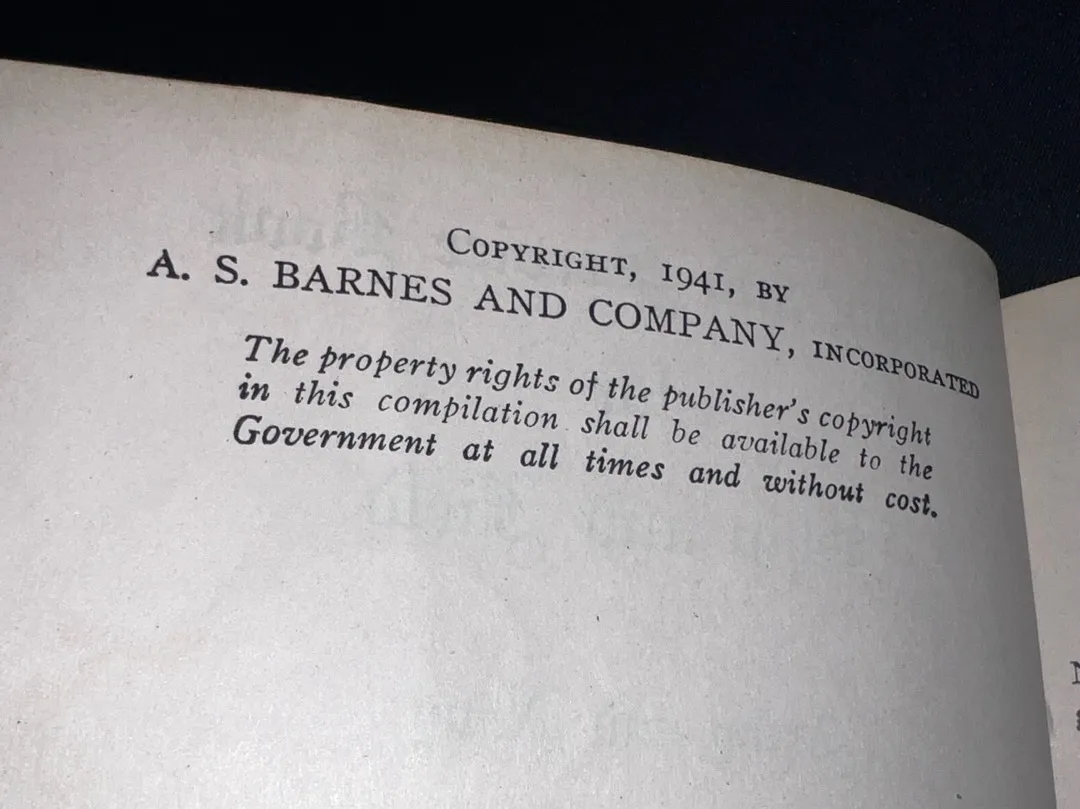 COPYRIGHT, 1941, BY
A. S. BARNES AND COMPANY, INCORPORATED
The property rights of the publisher's copyright
in this compilation shall be available to the
Government at all times and without cost.